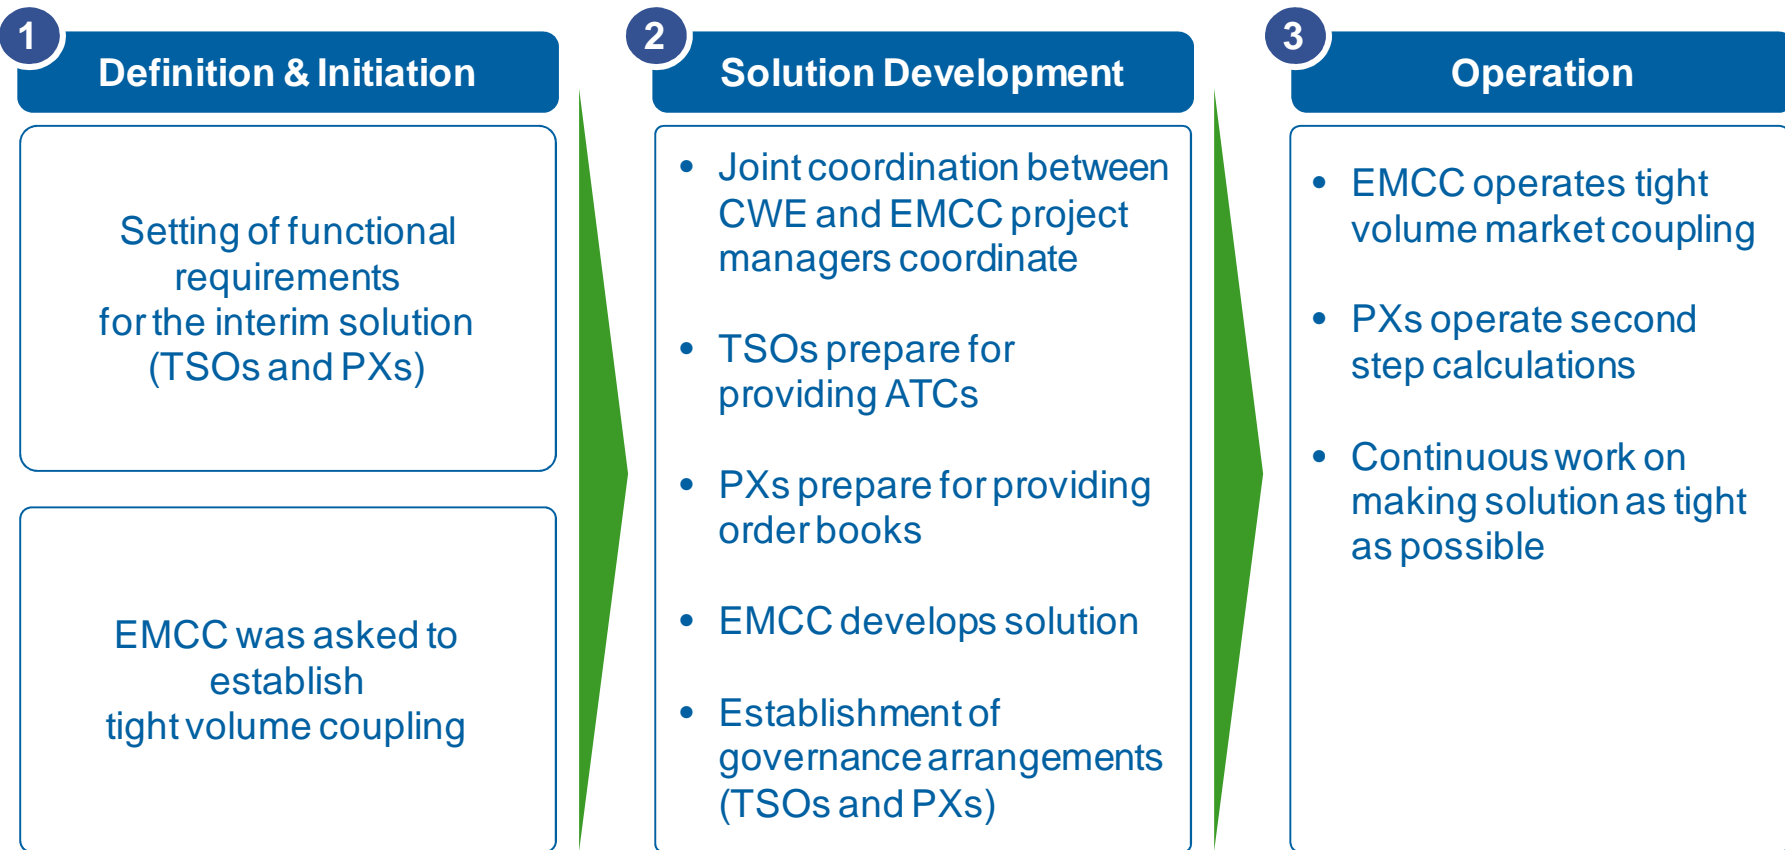 1
Definition & Initiation
Setting of functional
requirements
for the interim solution
(TSOs and PXs)
EMCC was asked to
establish
tight volume coupling
2
Solution Development
• Joint coordination between
CWE and EMCC project
managers coordinate
• TSOs prepare for
providing ATCs
• PXs prepare for providing
order books
• EMCC develops solution
• Establishment of
governance arrangements
(TSOs and PXs)
3
Operation
• EMCC operates tight
volume market coupling
• PXs operate second
step calculations
• Continuous work on
making solution as tight
as possible